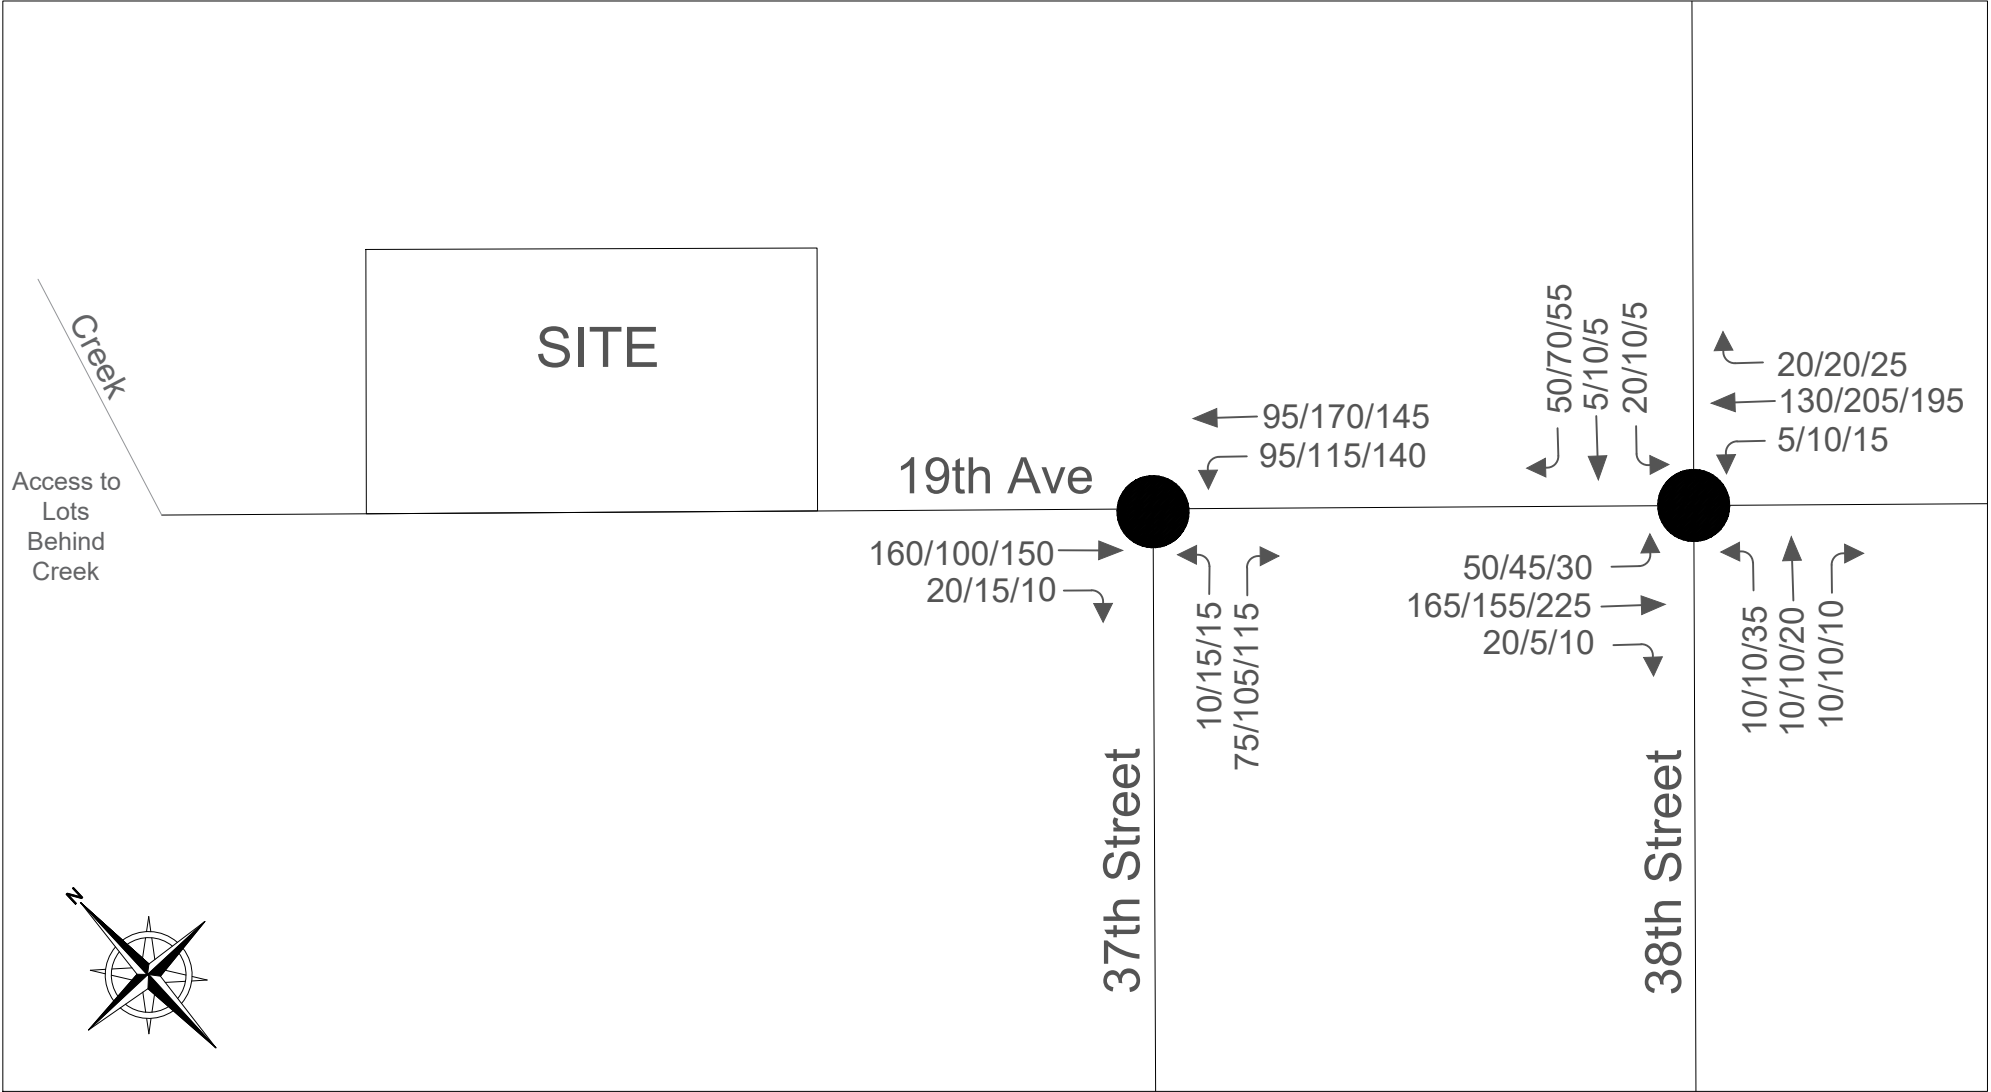 Creek
SITE
Access to
Lots
Behind
Creek
19th Ave
95/170/145
95/115/140
160/100/150
20/15/10
10/15/15
75/105/115
37th Street
50/70/55
5/10/5
20/10/5
20/20/25
130/205/195
5/10/15
50/45/30
165/155/225
20/5/10
10/10/35
10/10/20
10/10/10
38th Street
N